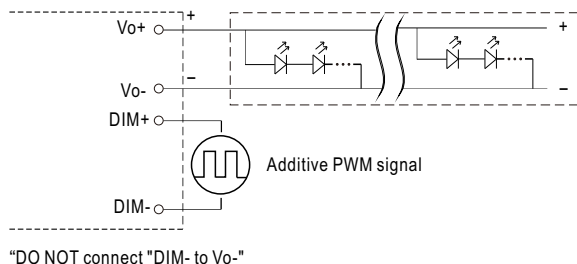 Vo+
+
+
−
Vo-
−
DIM+
Additive PWM signal
DIM-
“DO NOT connect "DIM- to Vo-"